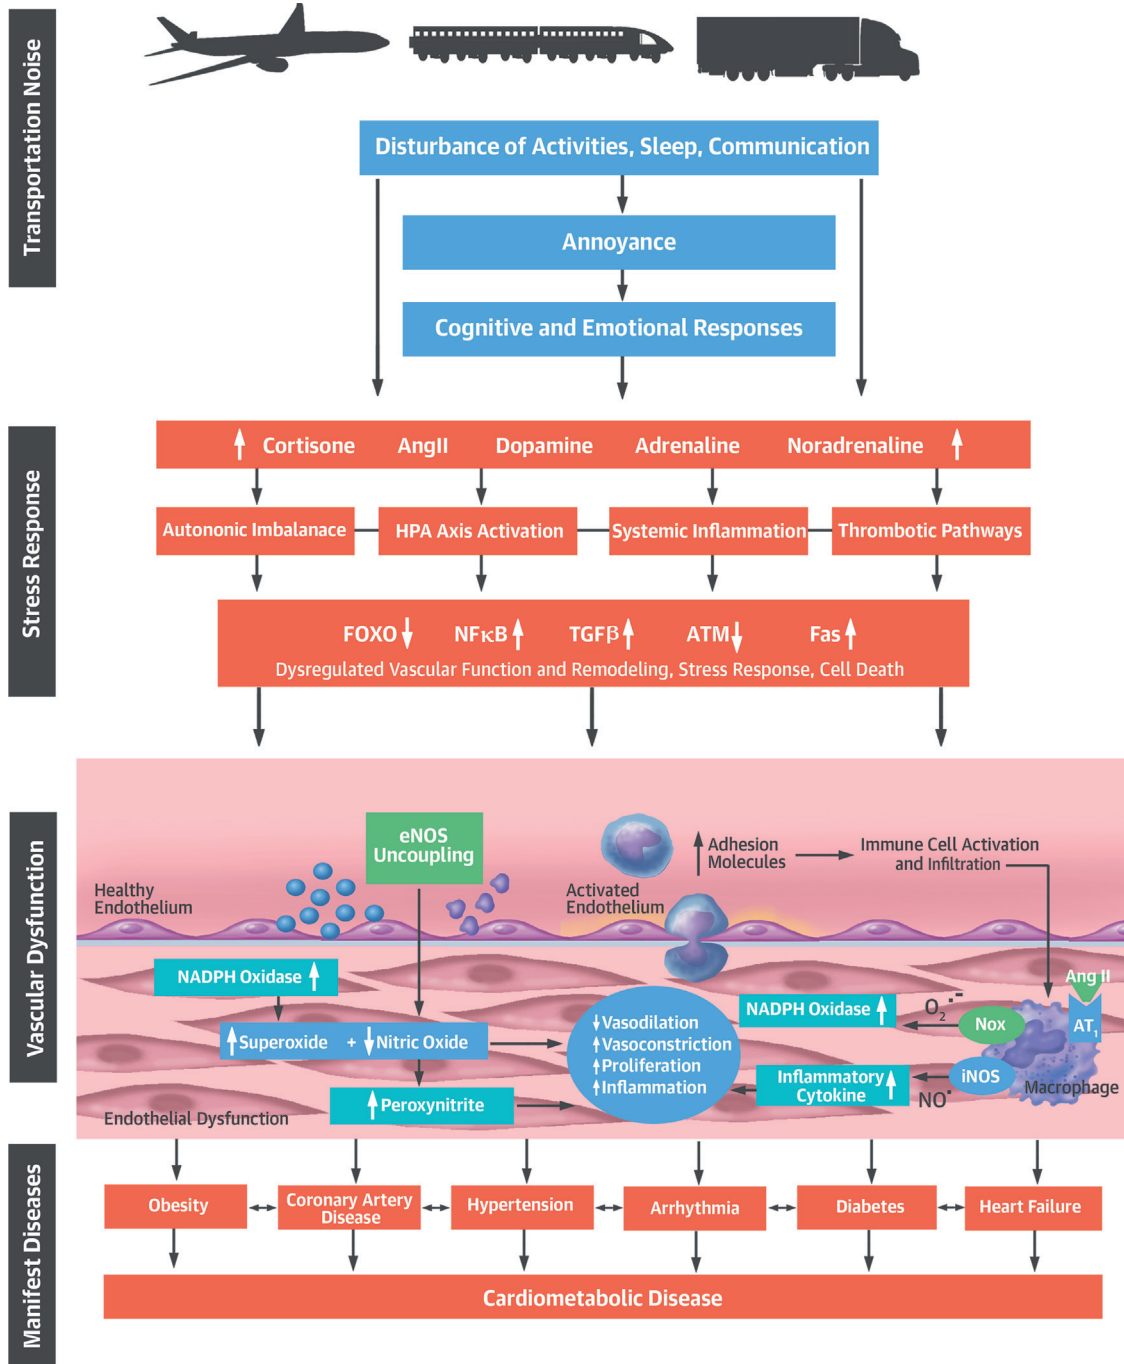 Transportation Noise
Disturbance of Activities, Sleep, Communication
Annoyance
Cognitive and Emotional Responses
Stress Response
Cortisone AngII Dopamine Adrenaline Noradrenaline
Autononic Imbalanace HPA Axis Activation Systemic Inflammation Thrombotic Pathways
FOXO NFκB TGFβ ATM Fas
Dysregulated Vascular Function and Remodeling, Stress Response, Cell Death
Vascular Dysfunction
eNOS
Uncoupling
Healthy
Endothelium
Activated
Endothelium
Adhesion
Molecules
Immune Cell Activation
and Infiltration
NADPH Oxidase
Superoxide + Nitric Oxide
Peroxynitrite
Endothelial Dysfunction
Vasodilation
Vasoconstriction
Proliferation
Inflammation
NADPH Oxidase
O2•-
Nox
Ang II
AT1
Inflammatory
Cytokine
NO•
iNOS
Macrophage
Manifest Diseases
Obesity
Coronary Artery
Disease
Hypertension
Arrhythmia
Diabetes
Heart Failure
Cardiometabolic Disease